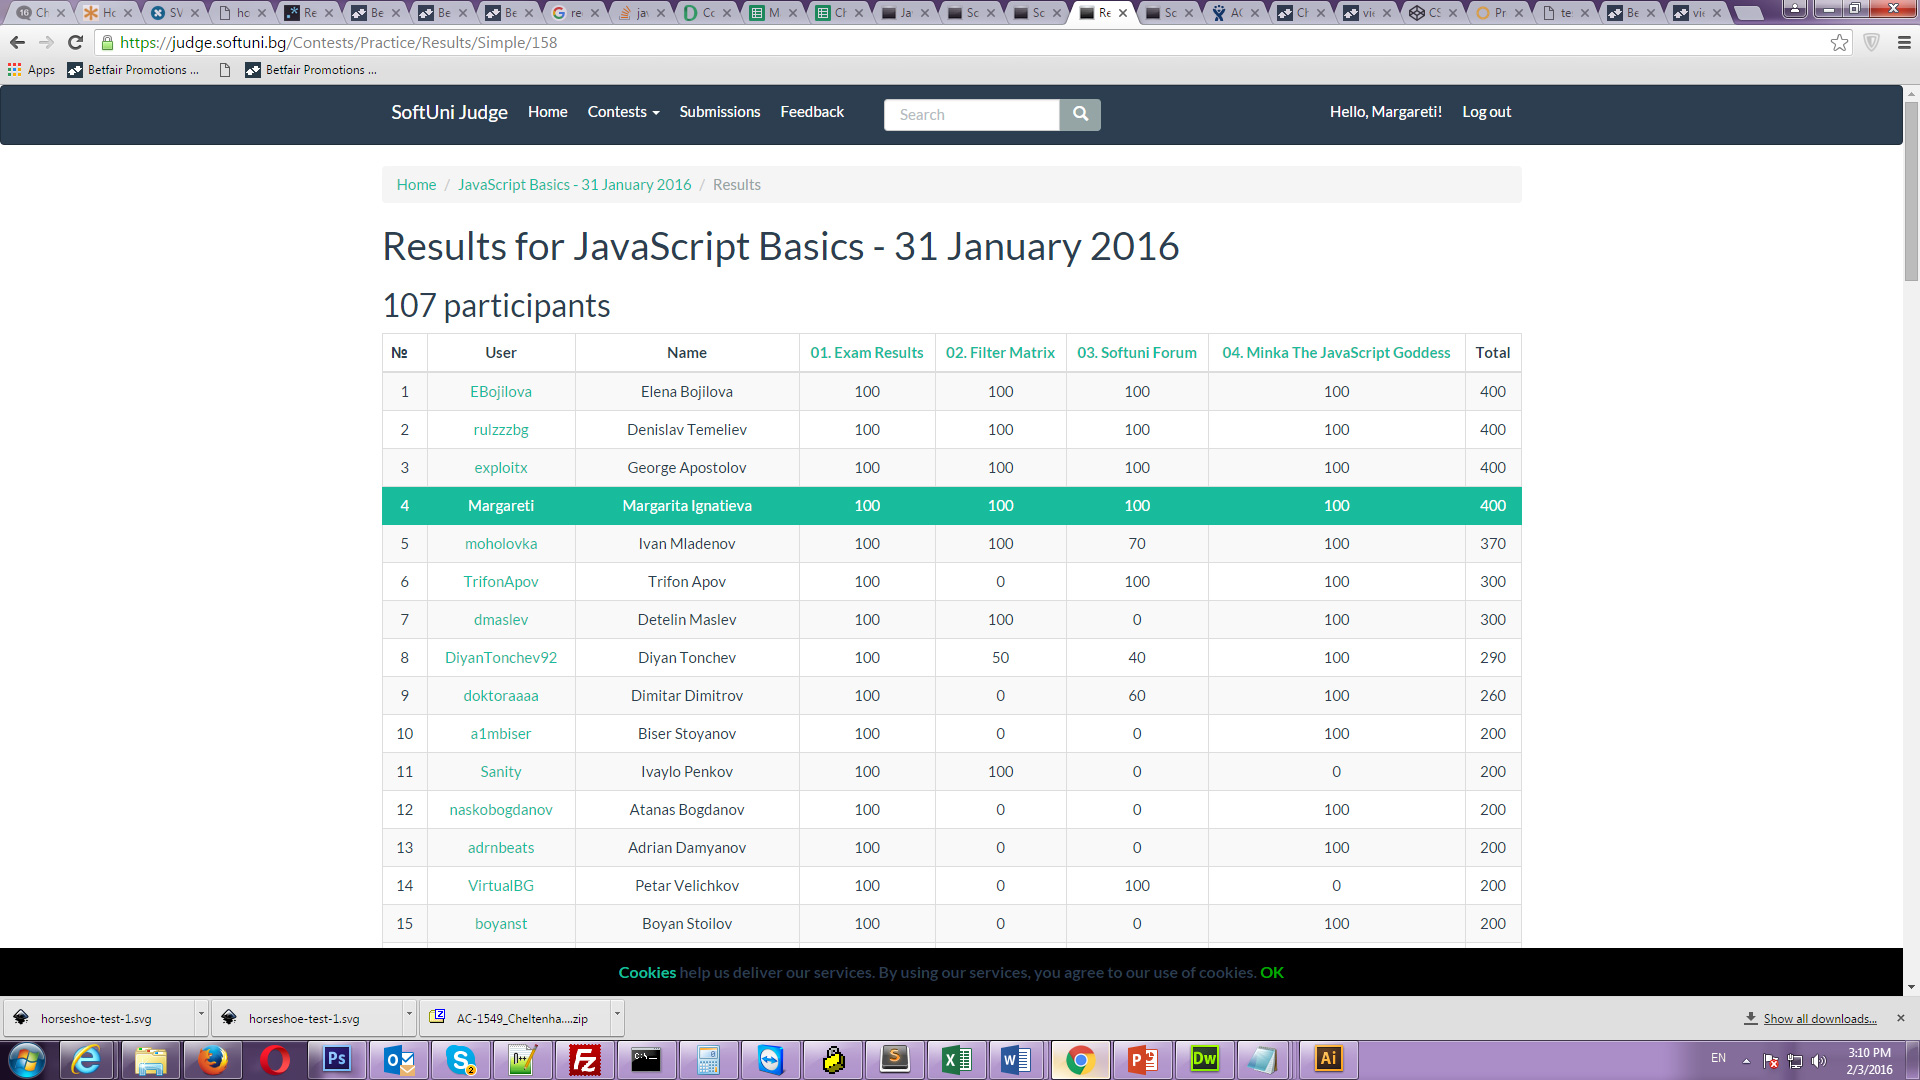 https://judge.softuni.bg/Contests/Practice/Results/Simple/158
Apps Betfair Promotions ... Betfair Promotions ...
SoftUni Judge Home Contests Submissions Feedback Search Hello, Margareti! Log out
Home / JavaScript Basics - 31 January 2016 / Results
Results for JavaScript Basics - 31 January 2016
107 participants
№ User Name 01. Exam Results 02. Filter Matrix 03. Softuni Forum 04. Minka The JavaScript Goddess Total
1 EBojilova Elena Bojilova 100 100 100 100 400
2 rulzzzbg Denislav Temeliev 100 100 100 100 400
3 exploitx George Apostolov 100 100 100 100 400
4 Margareti Margarita Ignatieva 100 100 100 100 400
5 moholovka Ivan Mladenov 100 100 70 100 370
6 TrifonApov Trifon Apov 100 0 100 100 300
7 dmaslev Detelin Maslev 100 100 0 100 300
8 DiyanTonchev92 Diyan Tonchev 100 50 40 100 290
9 doktoraaaa Dimitar Dimitrov 100 0 60 100 260
10 a1mbiser Biser Stoyanov 100 0 0 100 200
11 Sanity Ivaylo Penkov 100 100 0 0 200
12 naskobogdanov Atanas Bogdanov 100 0 0 100 200
13 adrnbeats Adrian Damyanov 100 0 0 100 200
14 VirtualBG Petar Velichkov 100 0 100 0 200
15 boyanst Boyan Stoilov 100 0 0 100 200
Cookies help us deliver our services. By using our services, you agree to our use of cookies. OK
horseshoe-test-1.svg horseshoe-test-1.svg AC-1549_Cheltenha....zip Show all downloads...
EN 3:10 PM
2/3/2016